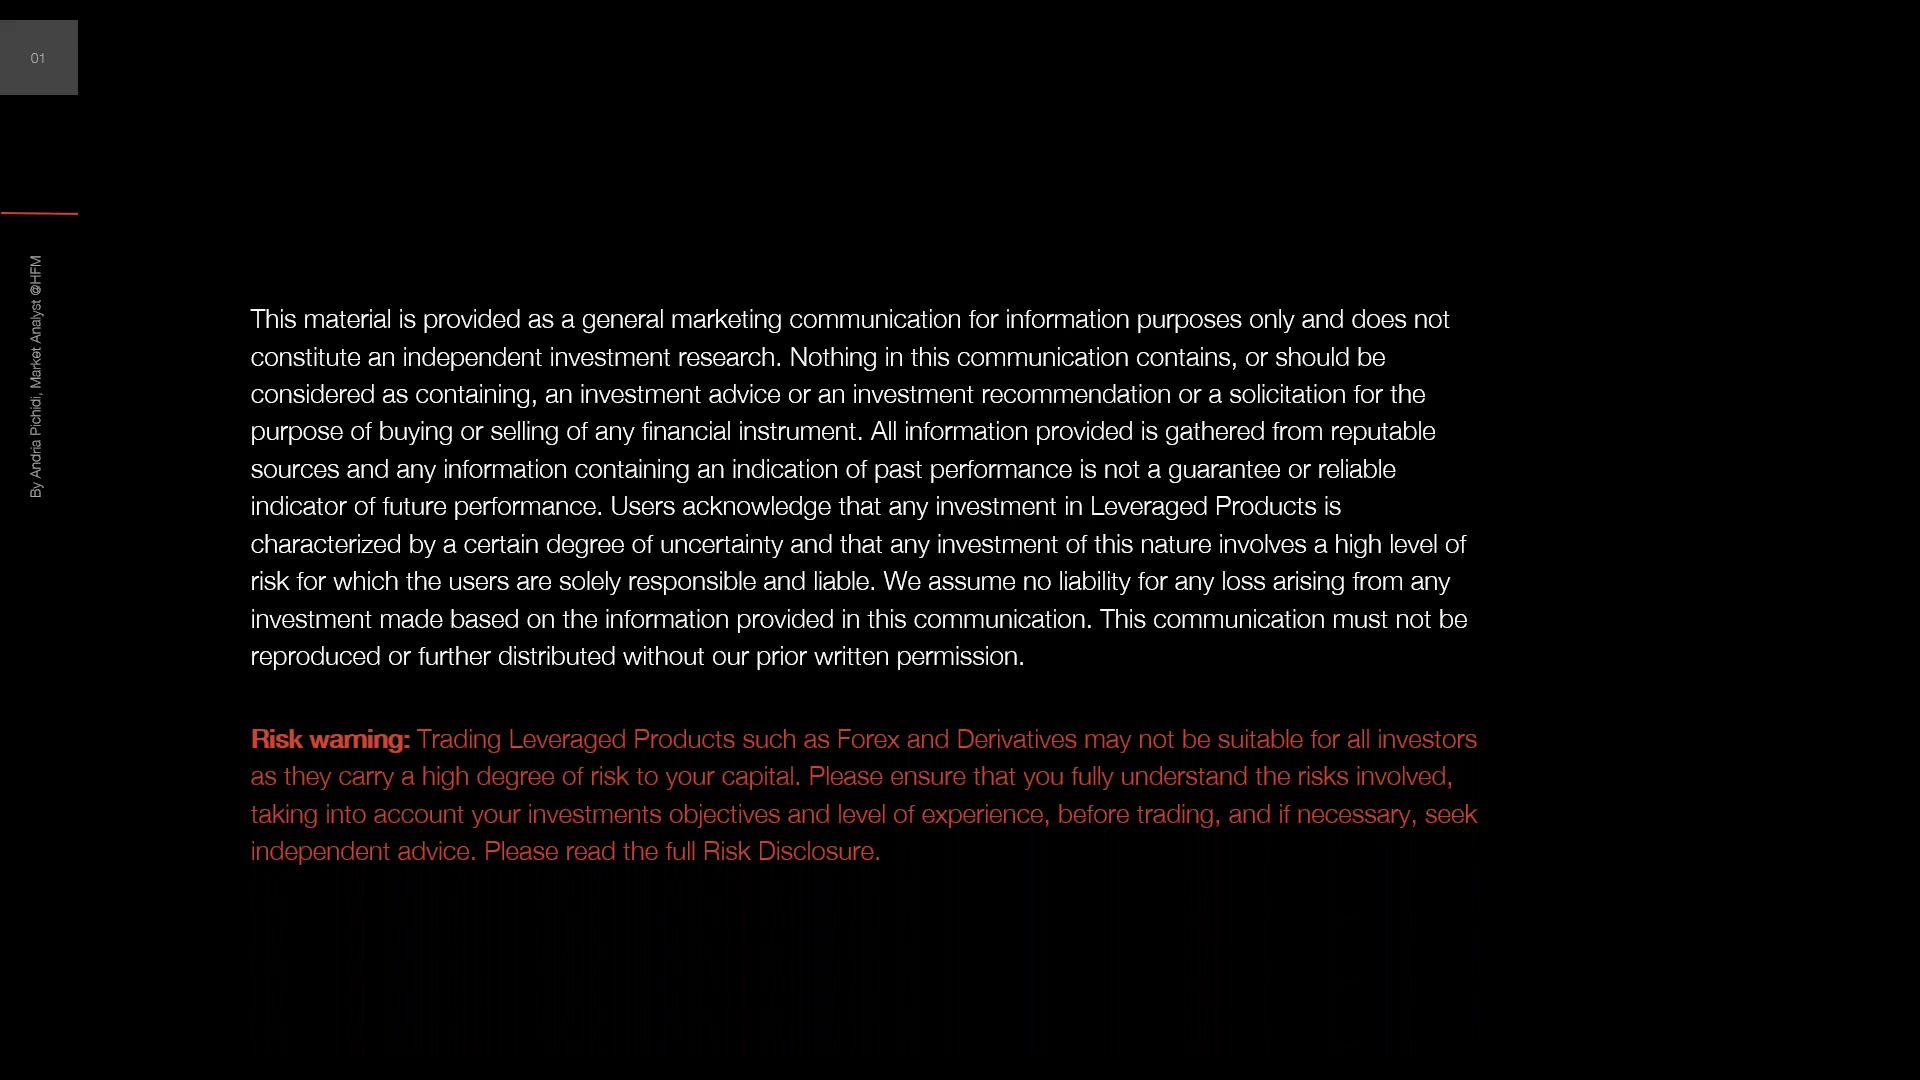 01
By Andria Pichidi, Market Analyst @HFM
This material is provided as a general marketing communication for information purposes only and does not
constitute an independent investment research. Nothing in this communication contains, or should be
considered as containing, an investment advice or an investment recommendation or a solicitation for the
purpose of buying or selling of any financial instrument. All information provided is gathered from reputable
sources and any information containing an indication of past performance is not a guarantee or reliable
indicator of future performance. Users acknowledge that any investment in Leveraged Products is
characterized by a certain degree of uncertainty and that any investment of this nature involves a high level of
risk for which the users are solely responsible and liable. We assume no liability for any loss arising from any
investment made based on the information provided in this communication. This communication must not be
reproduced or further distributed without our prior written permission.
Risk warning: Trading Leveraged Products such as Forex and Derivatives may not be suitable for all investors
as they carry a high degree of risk to your capital. Please ensure that you fully understand the risks involved,
taking into account your investments objectives and level of experience, before trading, and if necessary, seek
independent advice. Please read the full Risk Disclosure.